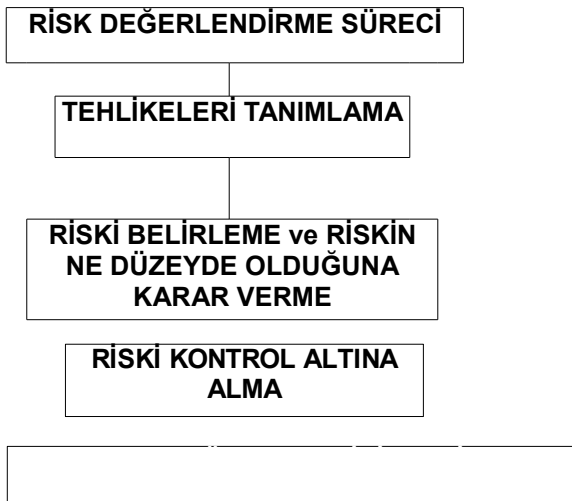 RİSK DEĞERLENDİRME SÜRECİ
TEHLİKELERİ TANIMLAMA
RİSKİ BELİRLEME ve RİSKİN
NE DÜZEYDE OLDUĞUNA
KARAR VERME
RİSKİ KONTROL ALTINA
ALMA